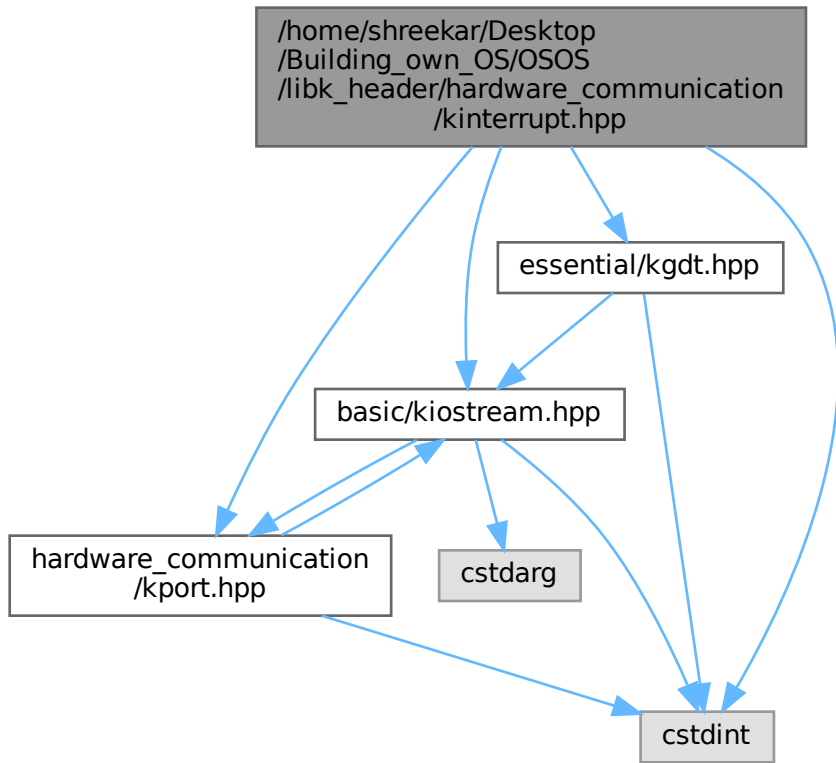 /home/shreekar/Desktop
/Building_own_OS/OSOS
/libk_header/hardware_communication
/kinterrupt.hpp
essential/kgdt.hpp
basic/kiostream.hpp
hardware_communication
/kport.hpp
cstdarg
cstdint